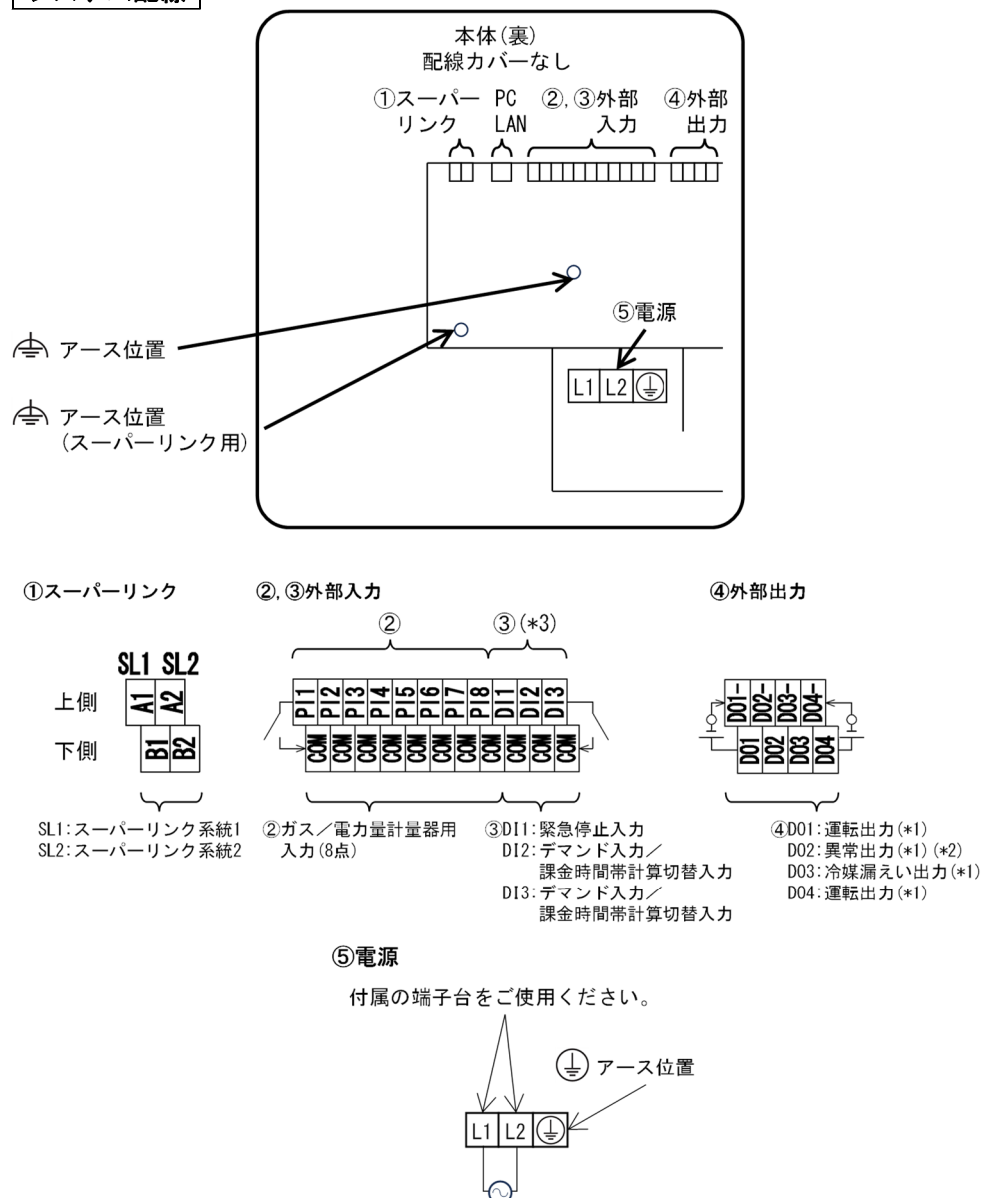 本体(裏)
配線カバーなし
①スーパーリンク
PC LAN
②,③外部入力
④外部出力
⑤電源
L1 L2
アース位置
アース位置
(スーパーリンク用)
①スーパーリンク
SL1 SL2
上側 A1 A2
下側 B1 B2
SL1:スーパーリンク系統1
SL2:スーパーリンク系統2
②,③外部入力
② ③(*3)
PI1 PI2 PI3 PI4 PI5 PI6 PI7 PI8 DI1 DI2 DI3
COM COM COM COM COM COM COM COM COM COM COM
②ガス/電力量計量器用
入力(8点)
③DI1:緊急停止入力
DI2:デマンド入力/
課金時間帯計算切替入力
DI3:デマンド入力/
課金時間帯計算切替入力
④外部出力
DO1- DO2- DO3- DO4-
DO1 DO2 DO3 DO4
④DO1:運転出力(*1)
DO2:異常出力(*1)(*2)
DO3:冷媒漏えい出力(*1)
DO4:運転出力(*1)
⑤電源
付属の端子台をご使用ください。
アース位置
L1 L2